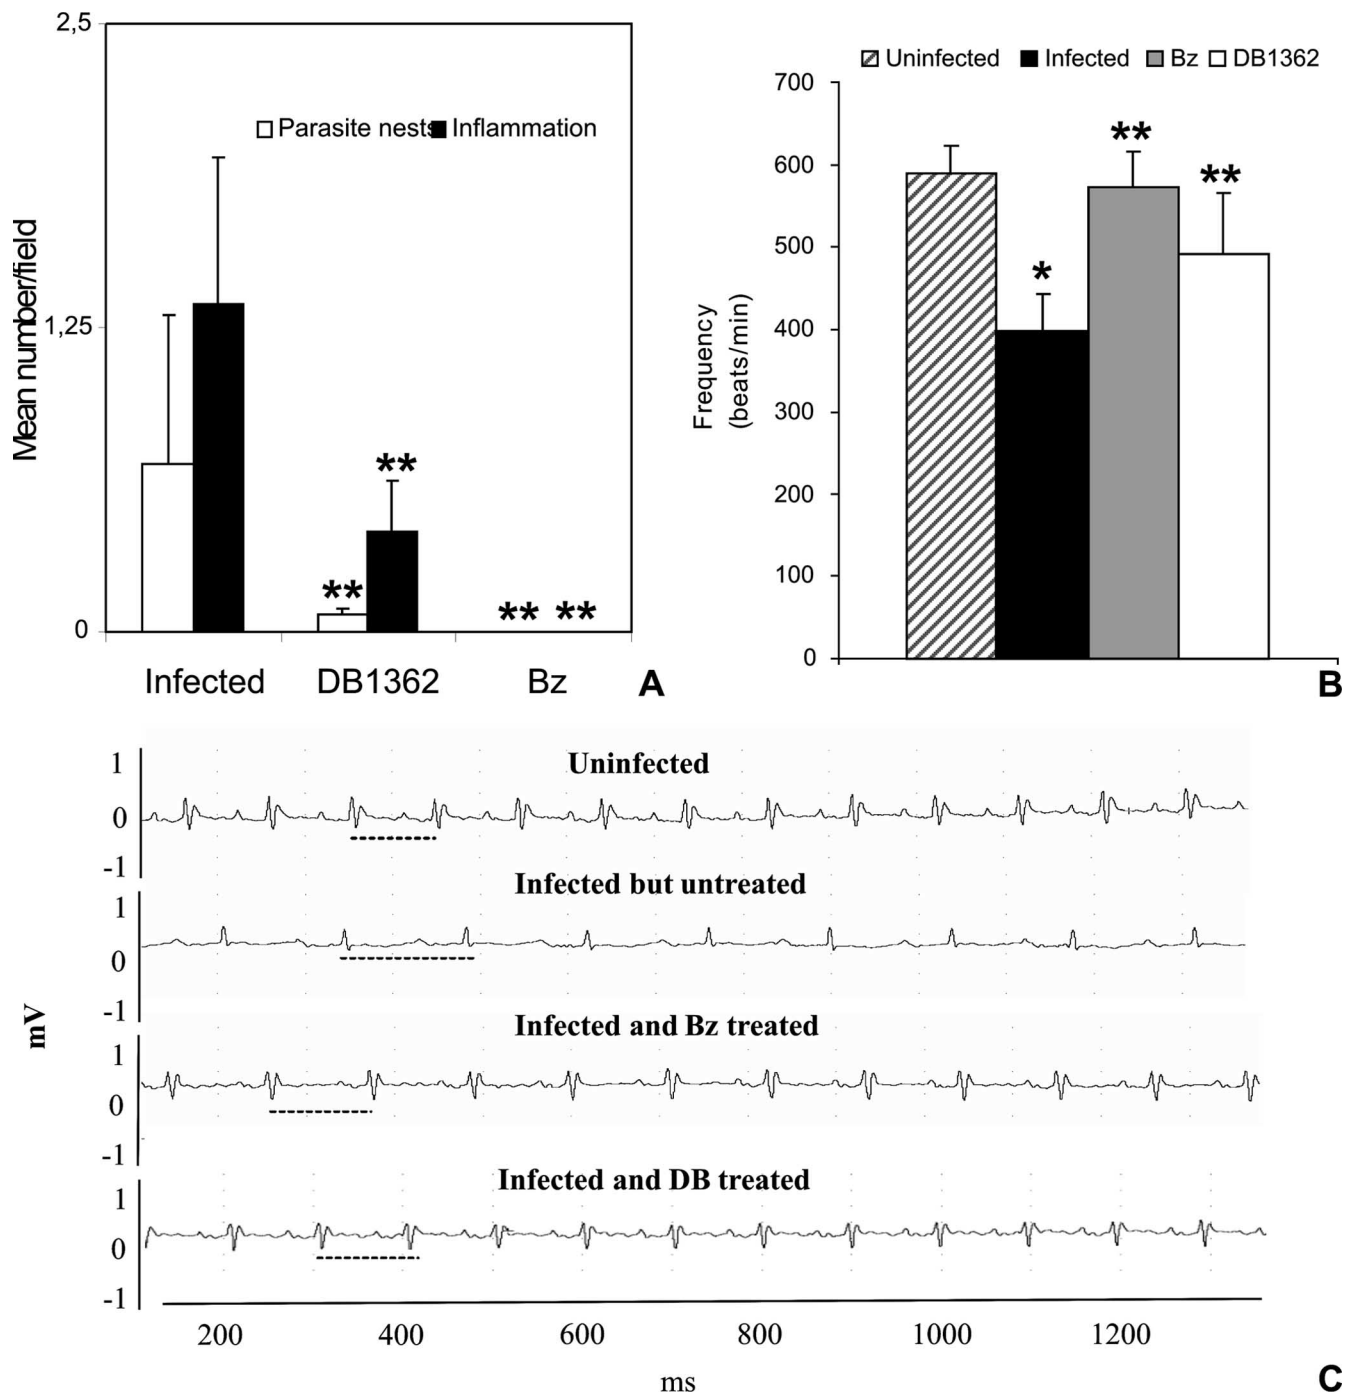 2,5
Parasite nests Inflammation
Mean number/field
1,25
** **
** **
0
Infected DB1362 Bz A
Uninfected Infected Bz DB1362
700
600
500
400
300
200
100
0
Frequency
(beats/min)
*
**
**
B
Uninfected
1
0
-1
Infected but untreated
1
0
-1
mV
Infected and Bz treated
1
0
-1
Infected and DB treated
1
0
-1
200 400 600 800 1000 1200
ms
C